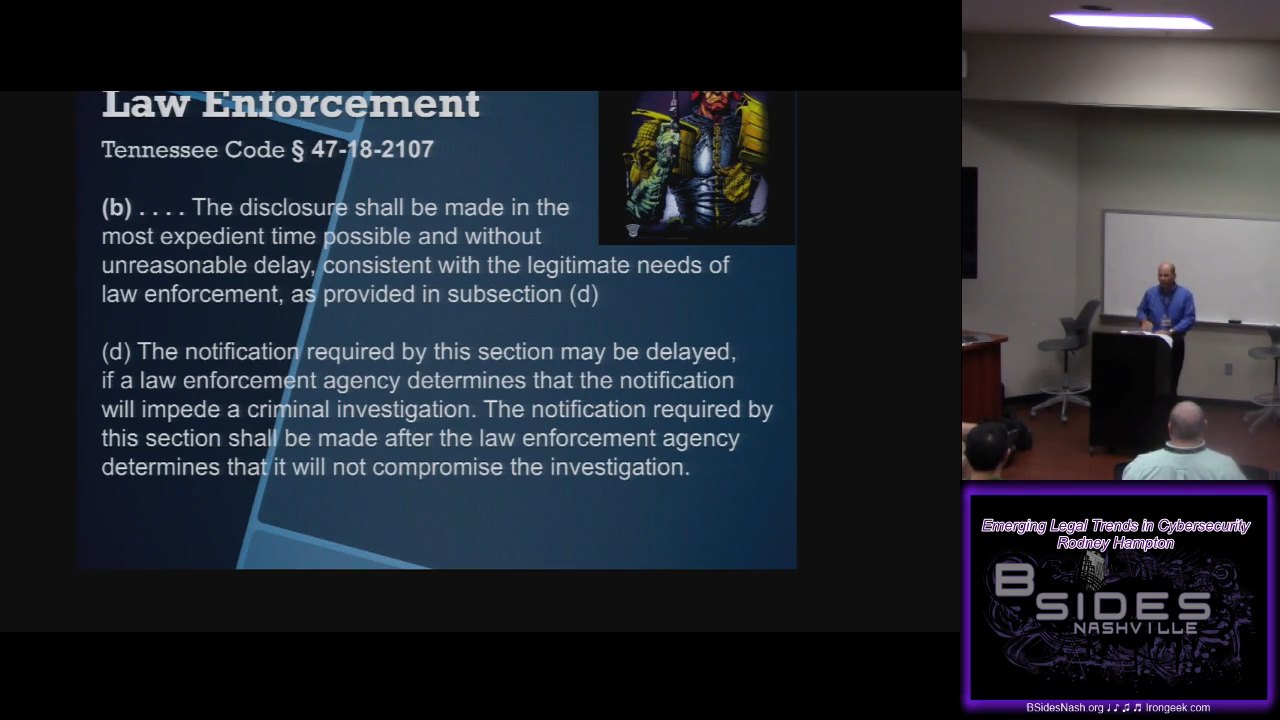 Law Enforcement
Tennessee Code § 47-18-2107
(b) . . . . The disclosure shall be made in the
most expedient time possible and without
unreasonable delay, consistent with the legitimate needs of
law enforcement, as provided in subsection (d)
(d) The notification required by this section may be delayed,
if a law enforcement agency determines that the notification
will impede a criminal investigation. The notification required by
this section shall be made after the law enforcement agency
determines that it will not compromise the investigation.
Emerging Legal Trends in Cybersecurity
Rodney Hampton
BSIDES
NASHVILLE
BSidesNash.org ♩♪♫♬ Irongeek.com